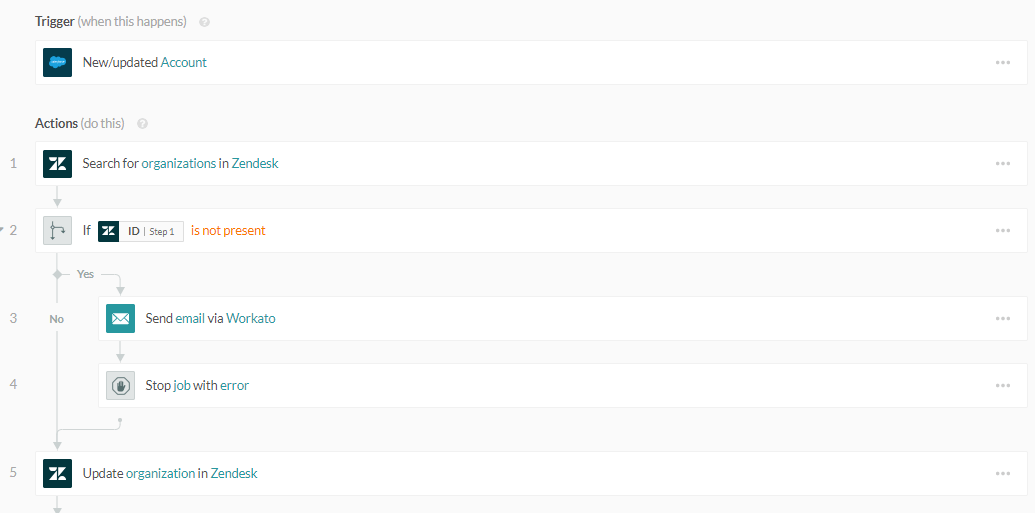 Trigger (when this happens) ?
New/updated Account
Actions (do this) ?
1 Search for organizations in Zendesk
2 If ID | Step 1 is not present
Yes
3 No Send email via Workato
4 Stop job with error
5 Update organization in Zendesk